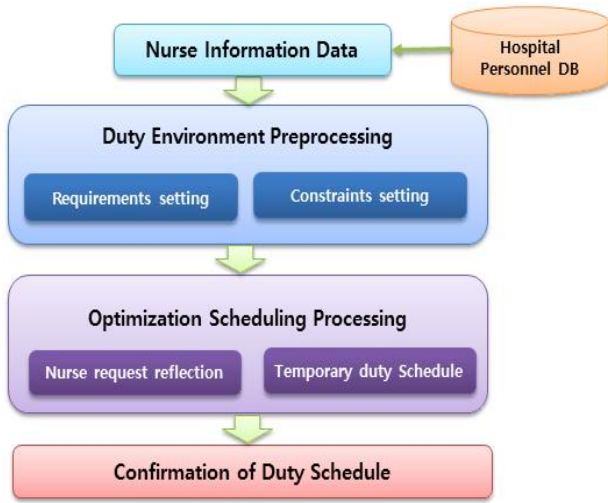 Nurse Information Data
Hospital
Personnel DB
Duty Environment Preprocessing
Requirements setting
Constraints setting
Optimization Scheduling Processing
Nurse request reflection
Temporary duty Schedule
Confirmation of Duty Schedule